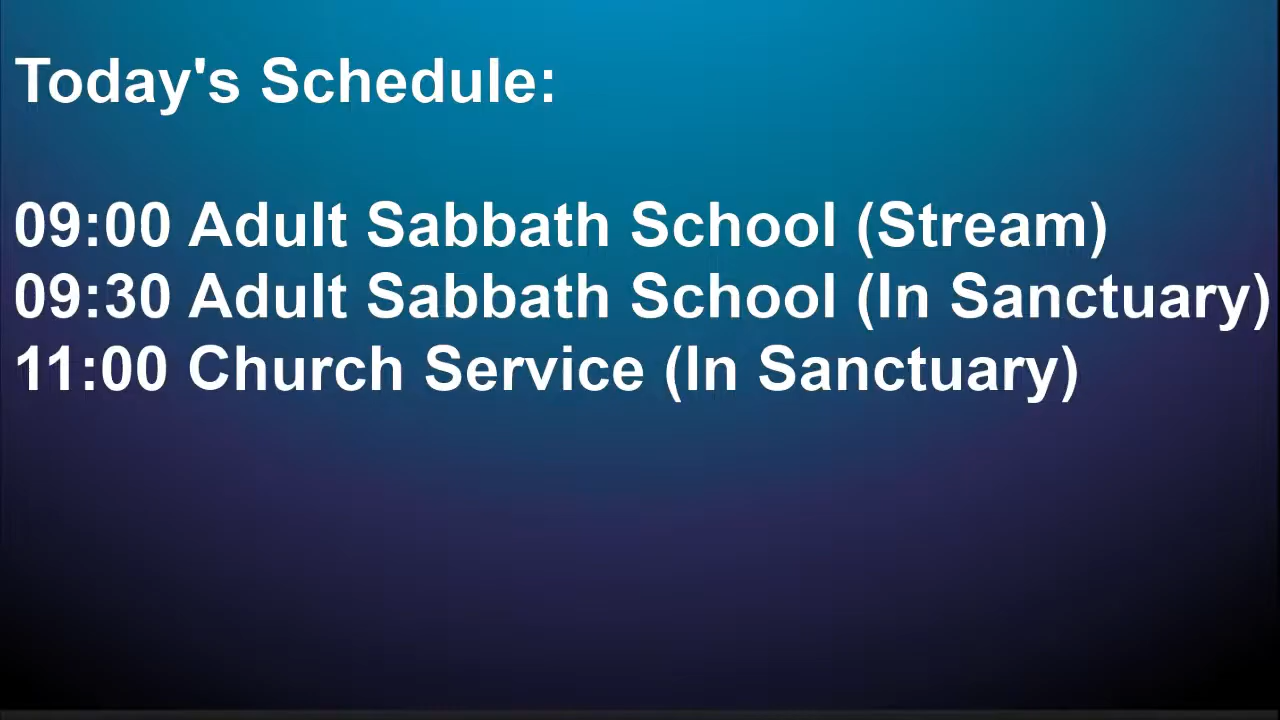 Today's Schedule:
09:00 Adult Sabbath School (Stream)
09:30 Adult Sabbath School (In Sanctuary)
11:00 Church Service (In Sanctuary)